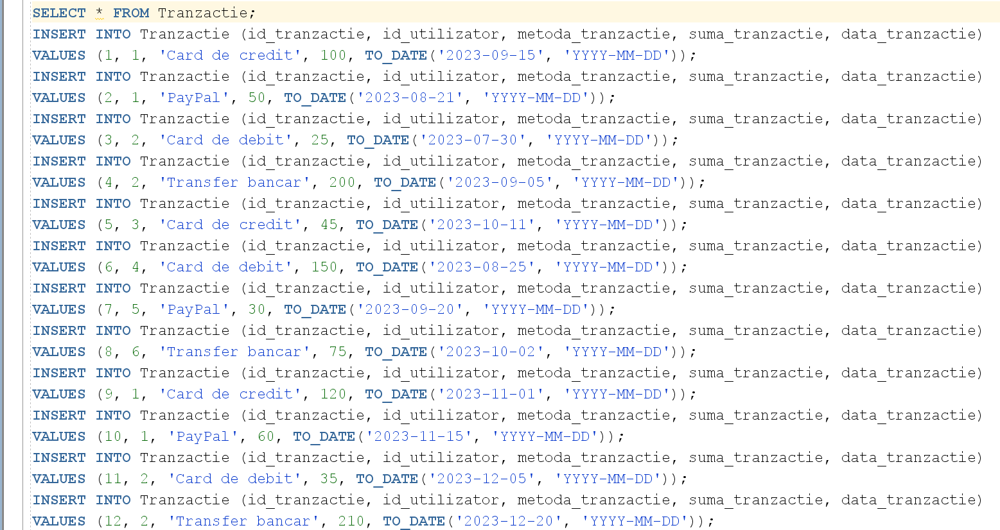 SELECT * FROM Tranzactie;
INSERT INTO Tranzactie (id_tranzactie, id_utilizator, metoda_tranzactie, suma_tranzactie, data_tranzactie)
VALUES (1, 1, 'Card de credit', 100, TO_DATE('2023-09-15', 'YYYY-MM-DD'));
INSERT INTO Tranzactie (id_tranzactie, id_utilizator, metoda_tranzactie, suma_tranzactie, data_tranzactie)
VALUES (2, 1, 'PayPal', 50, TO_DATE('2023-08-21', 'YYYY-MM-DD'));
INSERT INTO Tranzactie (id_tranzactie, id_utilizator, metoda_tranzactie, suma_tranzactie, data_tranzactie)
VALUES (3, 2, 'Card de debit', 25, TO_DATE('2023-07-30', 'YYYY-MM-DD'));
INSERT INTO Tranzactie (id_tranzactie, id_utilizator, metoda_tranzactie, suma_tranzactie, data_tranzactie)
VALUES (4, 2, 'Transfer bancar', 200, TO_DATE('2023-09-05', 'YYYY-MM-DD'));
INSERT INTO Tranzactie (id_tranzactie, id_utilizator, metoda_tranzactie, suma_tranzactie, data_tranzactie)
VALUES (5, 3, 'Card de credit', 45, TO_DATE('2023-10-11', 'YYYY-MM-DD'));
INSERT INTO Tranzactie (id_tranzactie, id_utilizator, metoda_tranzactie, suma_tranzactie, data_tranzactie)
VALUES (6, 4, 'Card de debit', 150, TO_DATE('2023-08-25', 'YYYY-MM-DD'));
INSERT INTO Tranzactie (id_tranzactie, id_utilizator, metoda_tranzactie, suma_tranzactie, data_tranzactie)
VALUES (7, 5, 'PayPal', 30, TO_DATE('2023-09-20', 'YYYY-MM-DD'));
INSERT INTO Tranzactie (id_tranzactie, id_utilizator, metoda_tranzactie, suma_tranzactie, data_tranzactie)
VALUES (8, 6, 'Transfer bancar', 75, TO_DATE('2023-10-02', 'YYYY-MM-DD'));
INSERT INTO Tranzactie (id_tranzactie, id_utilizator, metoda_tranzactie, suma_tranzactie, data_tranzactie)
VALUES (9, 1, 'Card de credit', 120, TO_DATE('2023-11-01', 'YYYY-MM-DD'));
INSERT INTO Tranzactie (id_tranzactie, id_utilizator, metoda_tranzactie, suma_tranzactie, data_tranzactie)
VALUES (10, 1, 'PayPal', 60, TO_DATE('2023-11-15', 'YYYY-MM-DD'));
INSERT INTO Tranzactie (id_tranzactie, id_utilizator, metoda_tranzactie, suma_tranzactie, data_tranzactie)
VALUES (11, 2, 'Card de debit', 35, TO_DATE('2023-12-05', 'YYYY-MM-DD'));
INSERT INTO Tranzactie (id_tranzactie, id_utilizator, metoda_tranzactie, suma_tranzactie, data_tranzactie)
VALUES (12, 2, 'Transfer bancar', 210, TO_DATE('2023-12-20', 'YYYY-MM-DD'));